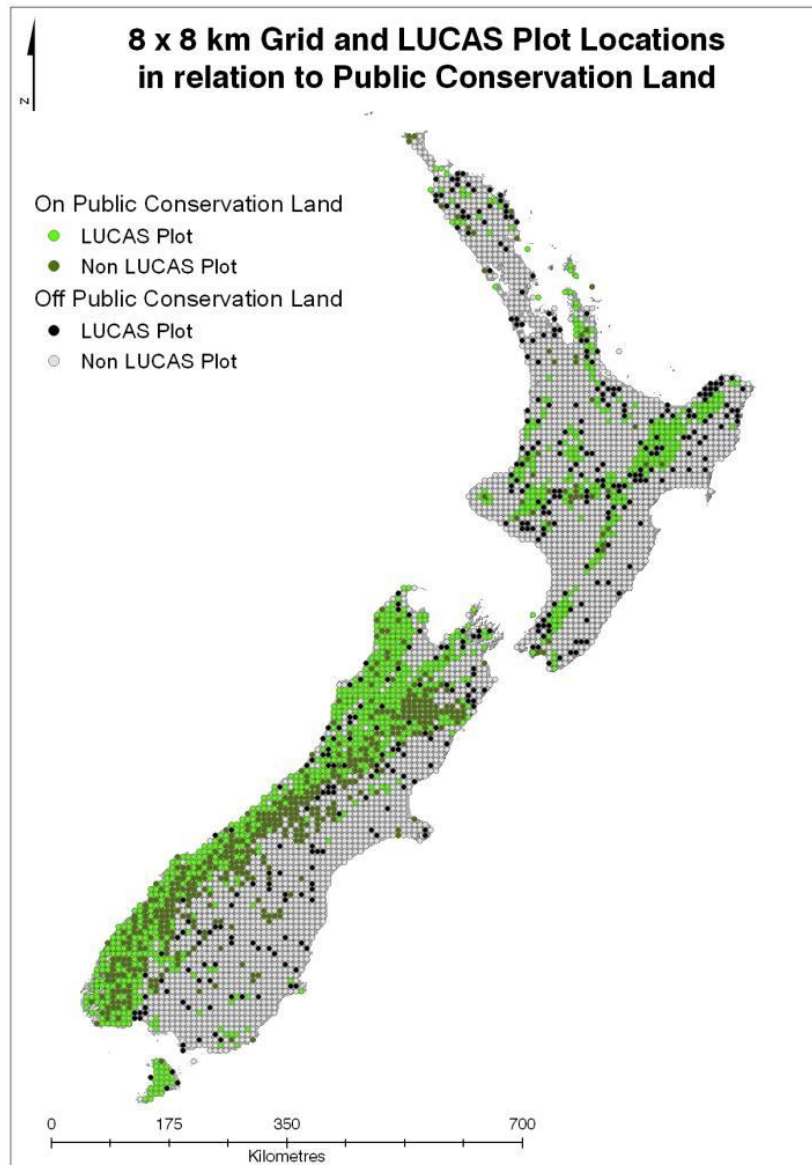 8 x 8 km Grid and LUCAS Plot Locations
in relation to Public Conservation Land
N
On Public Conservation Land
LUCAS Plot
Non LUCAS Plot
Off Public Conservation Land
LUCAS Plot
Non LUCAS Plot
0 175 350 700
Kilometres